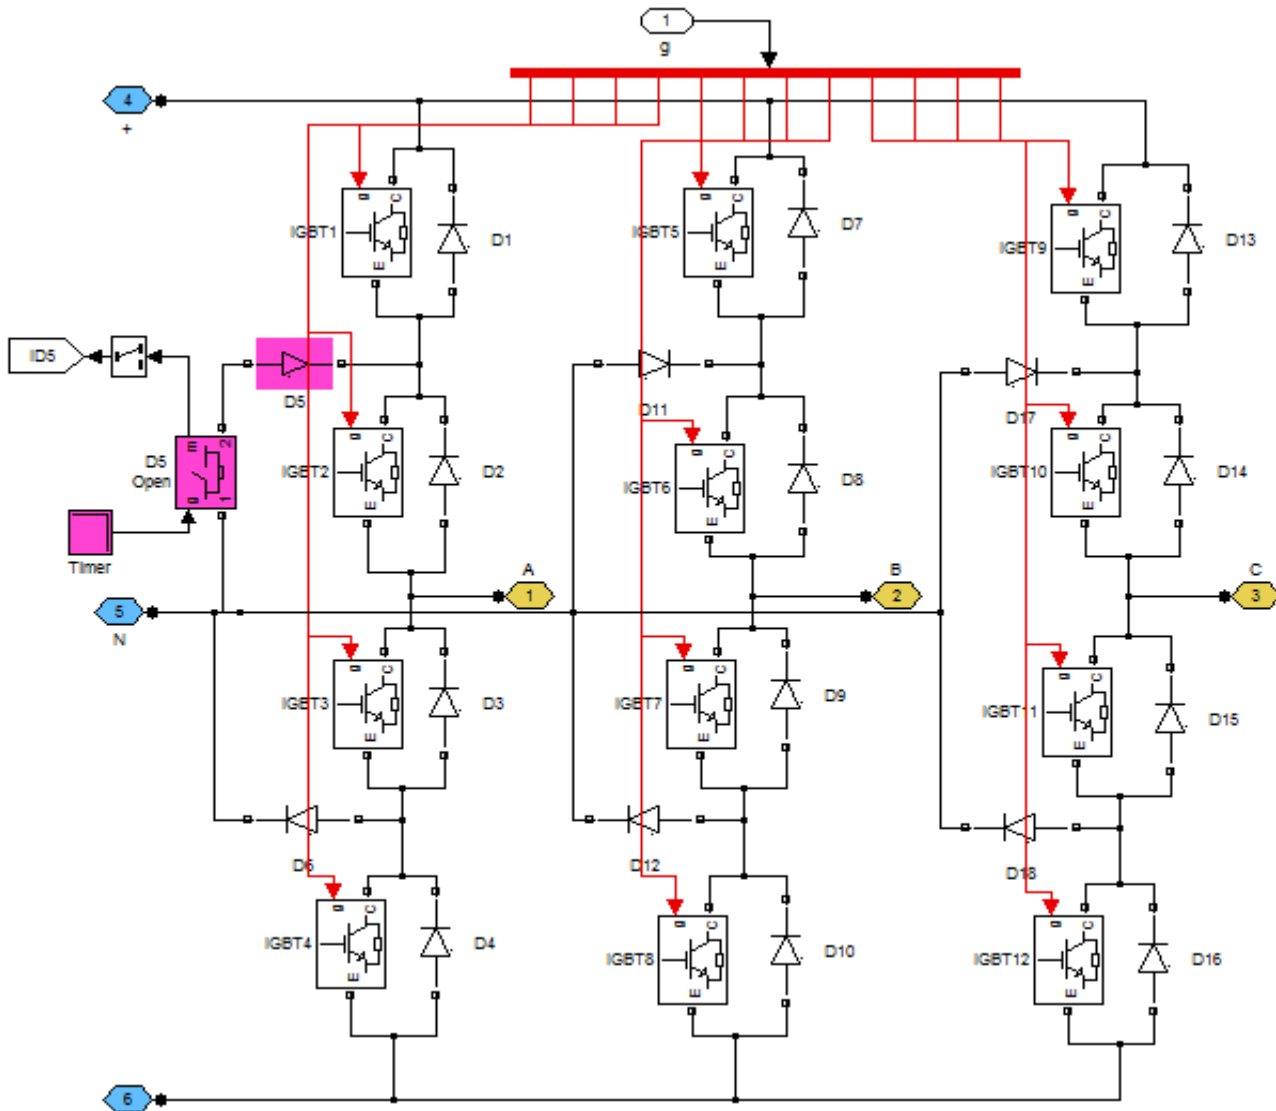 1
g
4
+
g
C
E
IGBT1
D1
g
C
E
IGBT5
D7
g
C
E
IGBT9
D13
ID5
D5
D11
D17
m
2
g
1
D5
Open
g
C
E
IGBT2
D2
g
C
E
IGBT6
D8
g
C
E
IGBT10
D14
Timer
A
1
B
2
C
3
5
N
g
C
E
IGBT3
D3
g
C
E
IGBT7
D9
g
C
E
IGBT11
D15
D6
D12
D18
g
C
E
IGBT4
D4
g
C
E
IGBT8
D10
g
C
E
IGBT12
D16
6